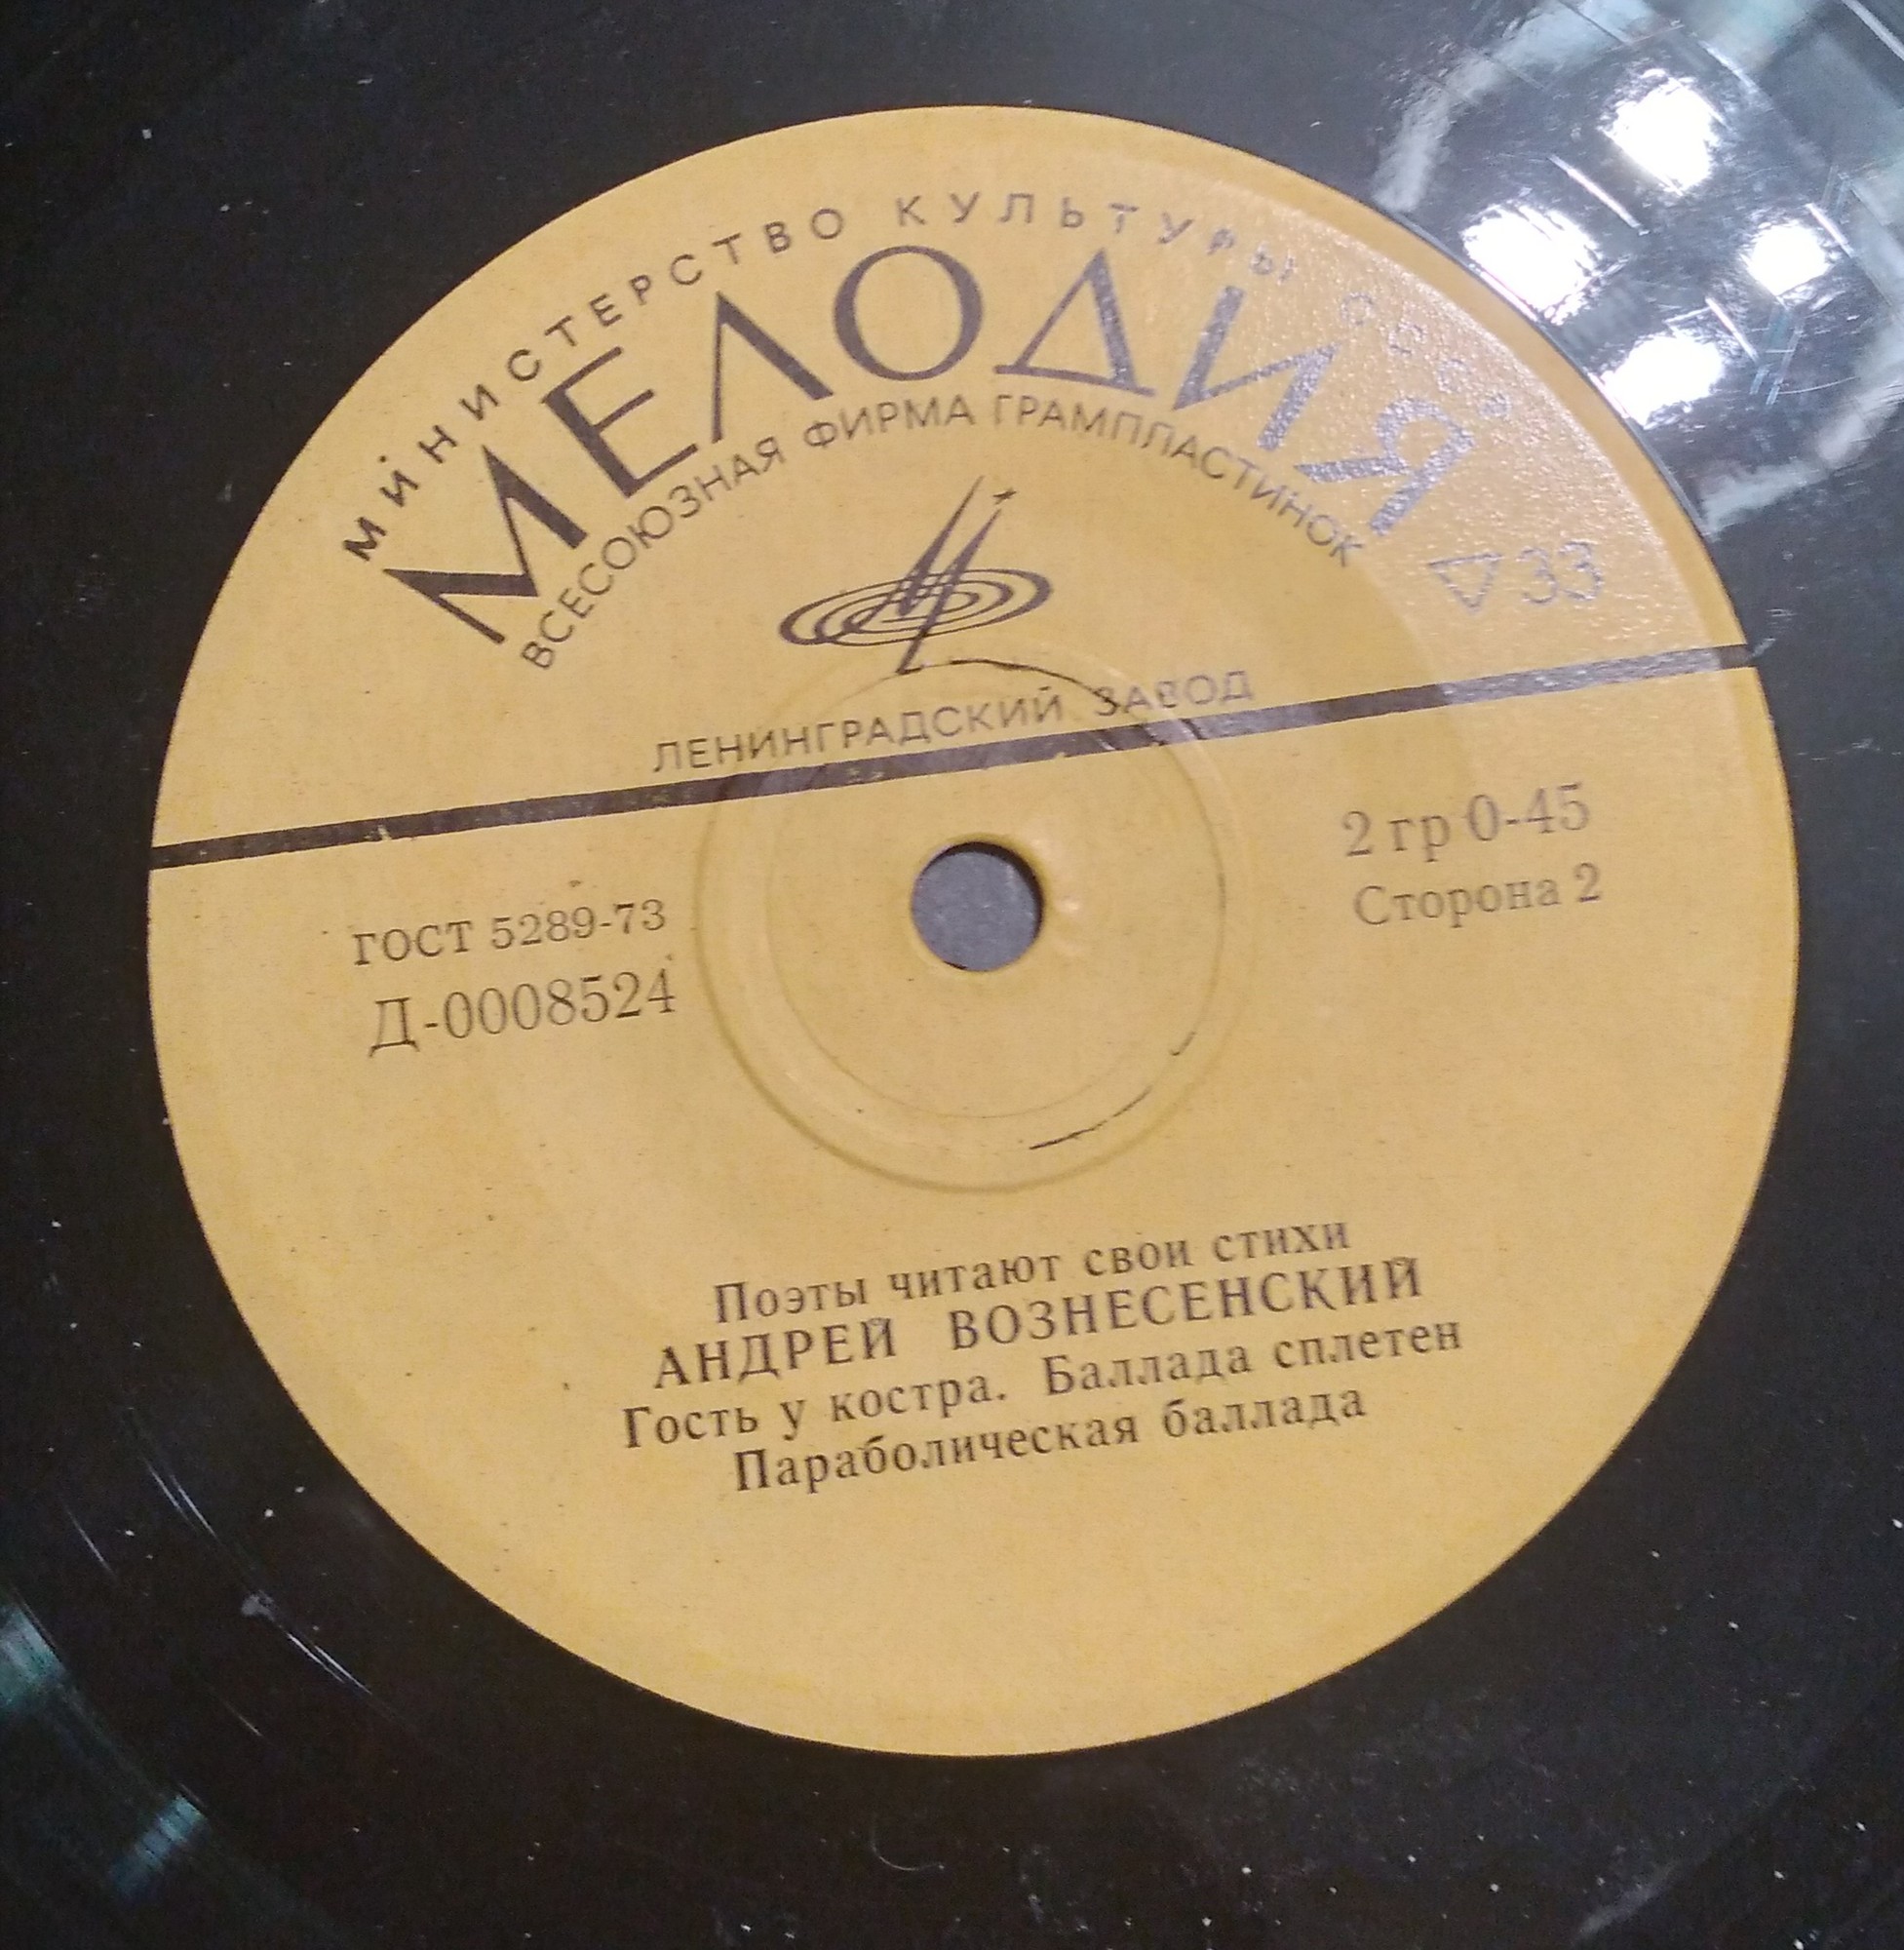 МИНИСТЕРСТВО КУЛЬТУРЫ СССР
МЕЛОДИЯ
ВСЕСОЮЗНАЯ ФИРМА ГРАМПЛАСТИНОК
33
ЛЕНИНГРАДСКИЙ ЗАВОД
ГОСТ 5289-73
Д-0008524
2 гр 0-45
Сторона 2
Поэты читают свои стихи
АНДРЕЙ ВОЗНЕСЕНСКИЙ
Гость у костра. Баллада сплетен
Параболическая баллада